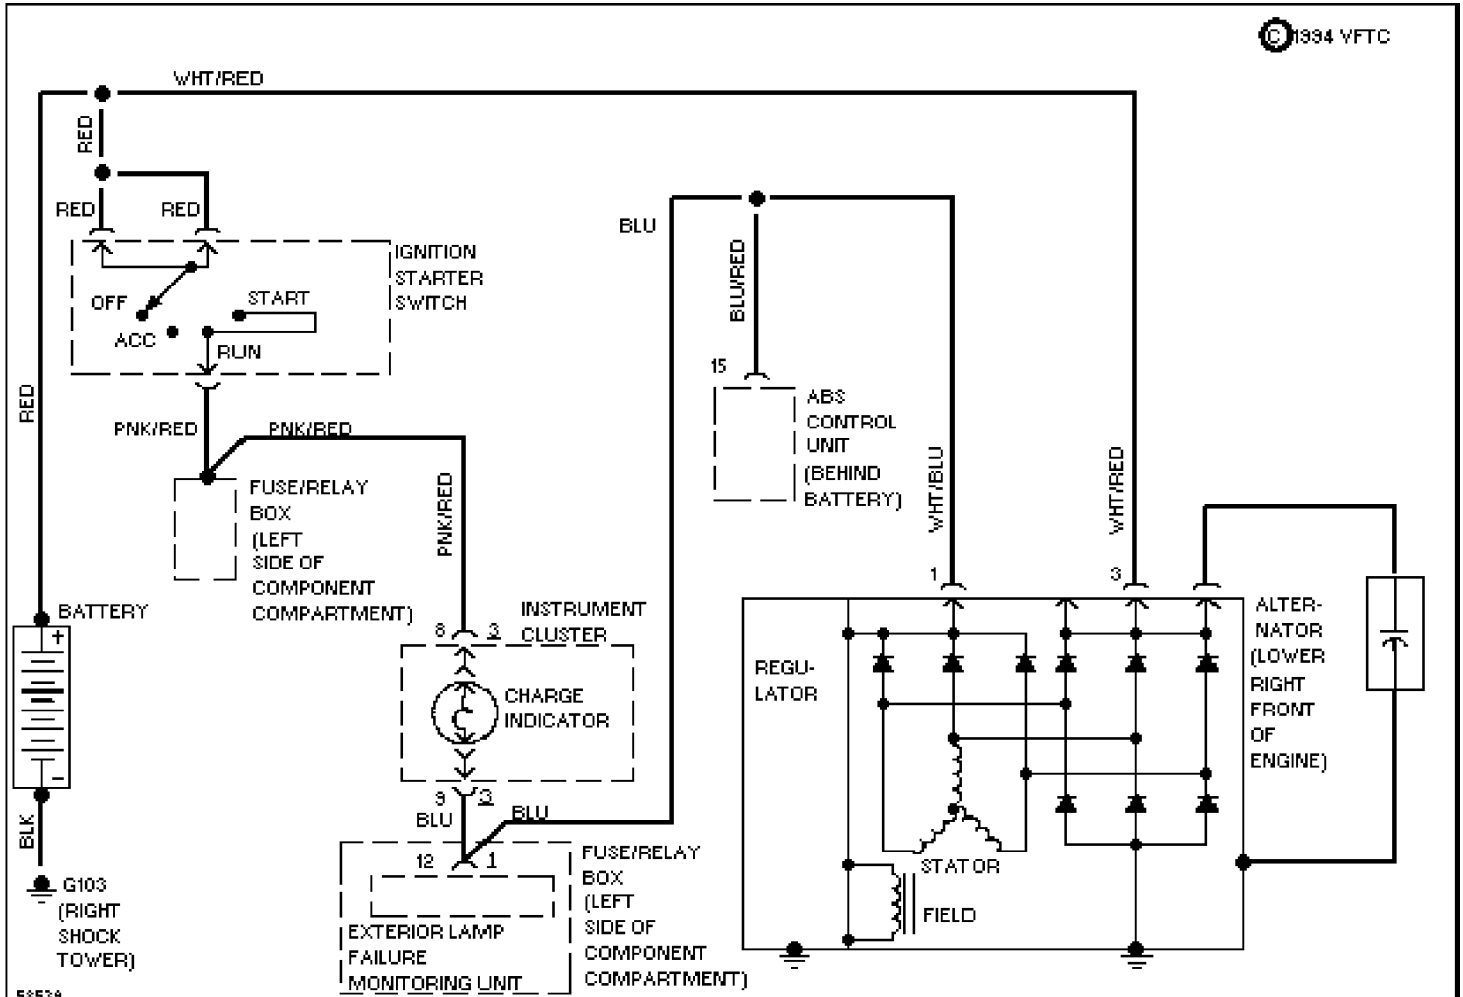 © 1994 VFTC
WHT/RED
RED
RED
RED
IGNITION
STARTER
SWITCH
OFF
START
ACC
RUN
RED
PNK/RED
PNK/RED
PNK/RED
FUSE/RELAY
BOX
(LEFT
SIDE OF
COMPONENT
COMPARTMENT)
BLU
BLU/RED
15
ABS
CONTROL
UNIT
(BEHIND
BATTERY)
WHT/BLU
WHT/RED
1
3
BATTERY
+
-
BLK
G103
(RIGHT
SHOCK
TOWER)
8
3
INSTRUMENT
CLUSTER
CHARGE
INDICATOR
9
3
BLU
BLU
12
1
FUSE/RELAY
BOX
(LEFT
SIDE OF
COMPONENT
COMPARTMENT)
EXTERIOR LAMP
FAILURE
MONITORING UNIT
REGU-
LATOR
STATOR
FIELD
ALTER-
NATOR
(LOWER
RIGHT
FRONT
OF
ENGINE)